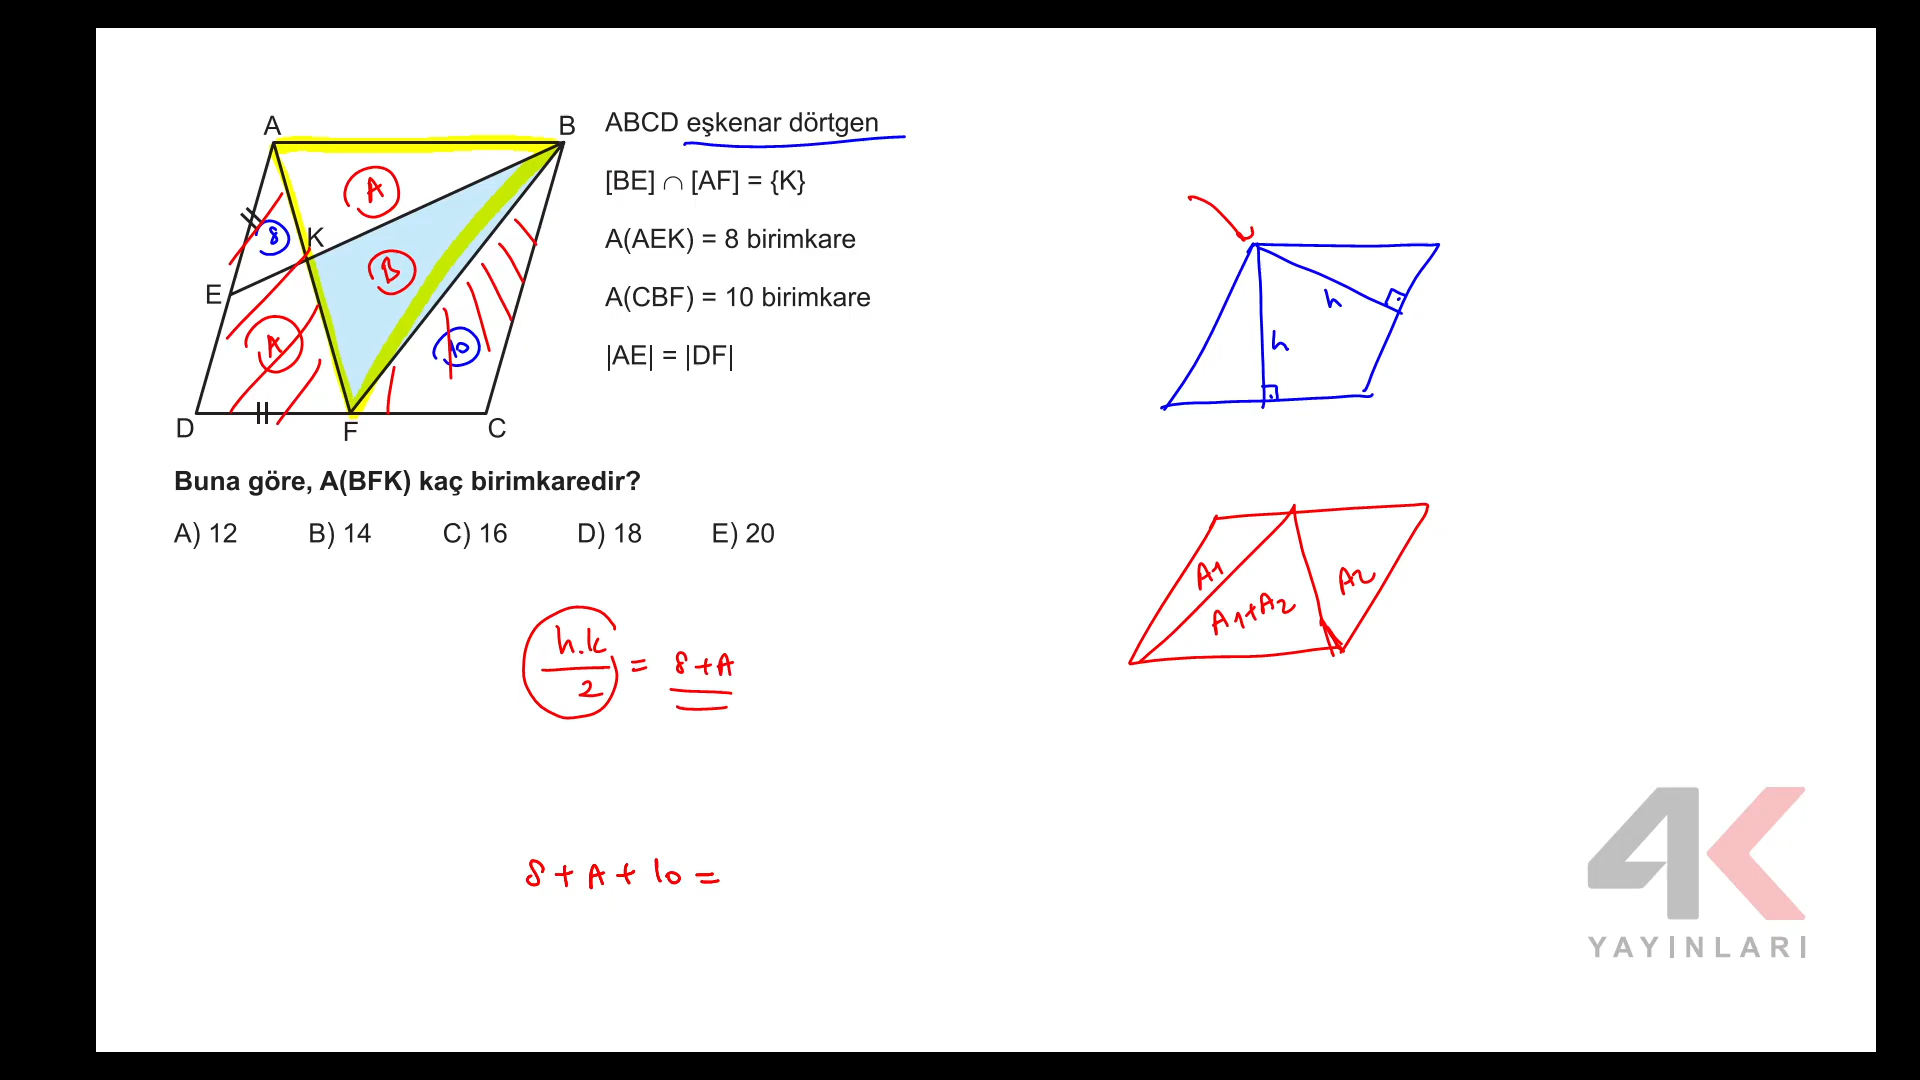 A
B
ABCD eşkenar dörtgen
[BE] ∩ [AF] = {K}
A
8
K
A(AEK) = 8 birimkare
B
E
A(CBF) = 10 birimkare
A
10
|AE| = |DF|
D
F
C
h
h
Buna göre, A(BFK) kaç birimkaredir?
A) 12 B) 14 C) 16 D) 18 E) 20
A1
A1+A2
A2
h.k
2
= 8+A
8 + A + 10 =
4K
YAYINLARI